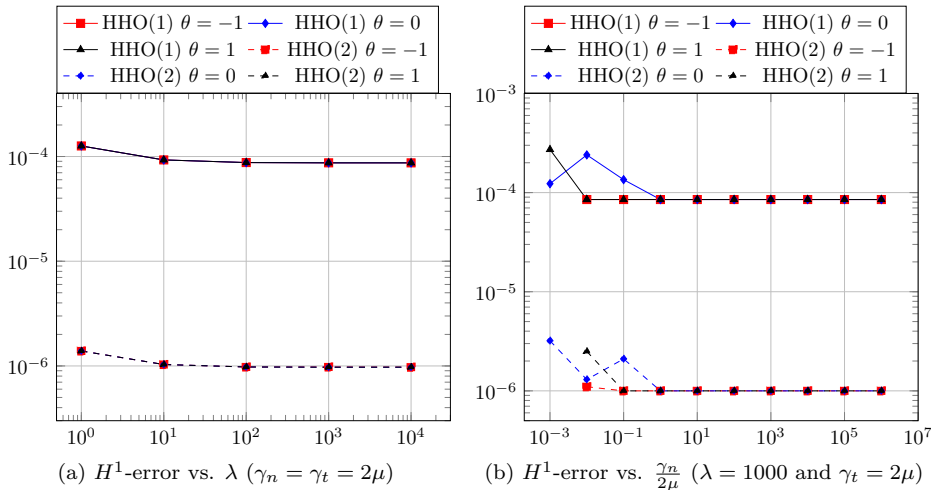 HHO(1) θ = −1 HHO(1) θ = 0
HHO(1) θ = 1 HHO(2) θ = −1
HHO(2) θ = 0 HHO(2) θ = 1
10^−4
10^−5
10^−6
10^0 10^1 10^2 10^3 10^4
(a) H^1-error vs. λ (γ_n = γ_t = 2μ)
HHO(1) θ = −1 HHO(1) θ = 0
HHO(1) θ = 1 HHO(2) θ = −1
HHO(2) θ = 0 HHO(2) θ = 1
10^−3
10^−4
10^−5
10^−6
10^−3 10^−1 10^1 10^3 10^5 10^7
(b) H^1-error vs. γ_n/2μ (λ = 1000 and γ_t = 2μ)